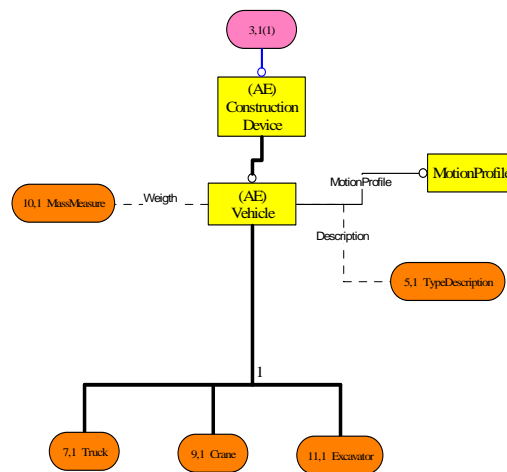 3,1(1)
(AE)
Construction
Device
MotionProfile
MotionProfile
(AE)
Vehicle
Weigth
10,1 MassMeasure
Description
5,1 TypeDescription
1
7,1 Truck
9,1 Crane
11,1 Excavator